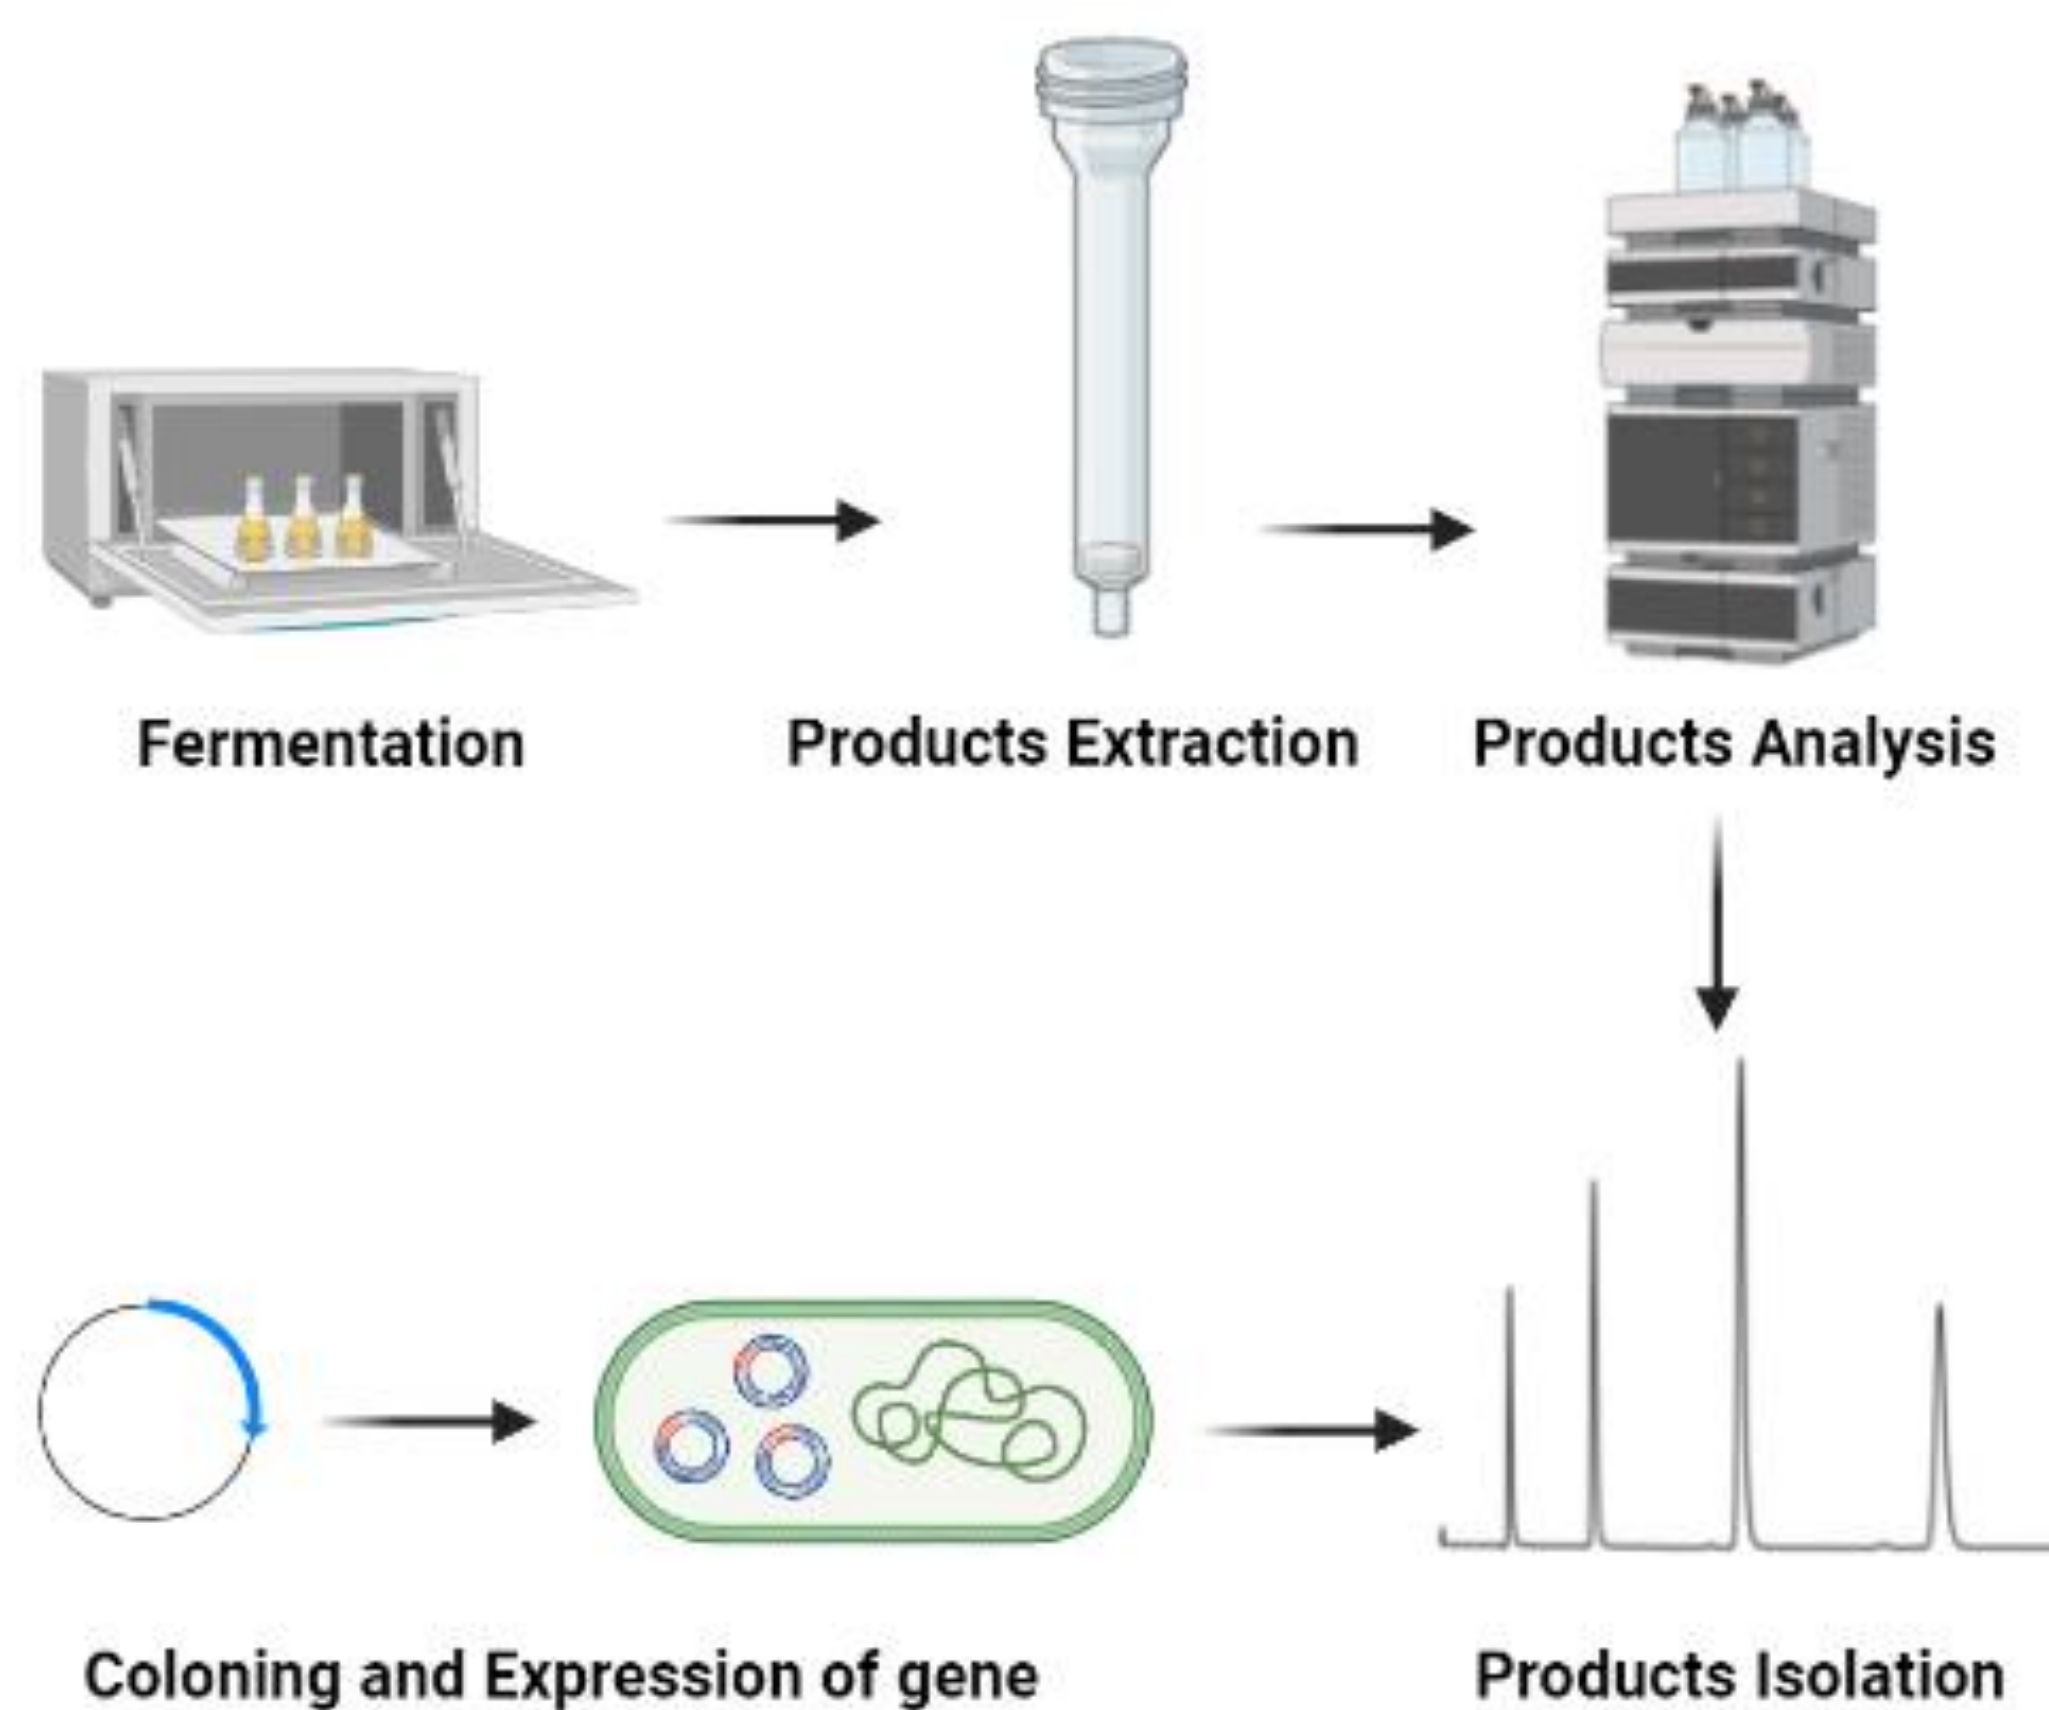 Fermentation
Products Extraction
Products Analysis
Coloning and Expression of gene
Products Isolation